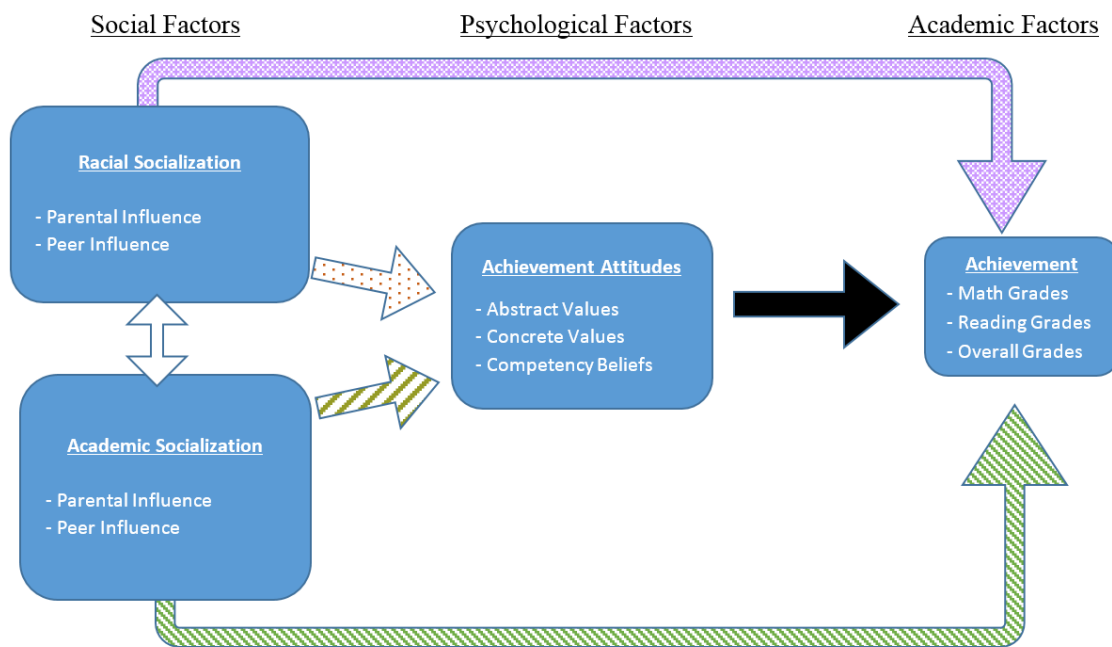 Social Factors
Psychological Factors
Academic Factors
Racial Socialization
- Parental Influence
- Peer Influence
Achievement Attitudes
- Abstract Values
- Concrete Values
- Competency Beliefs
Achievement
- Math Grades
- Reading Grades
- Overall Grades
Academic Socialization
- Parental Influence
- Peer Influence